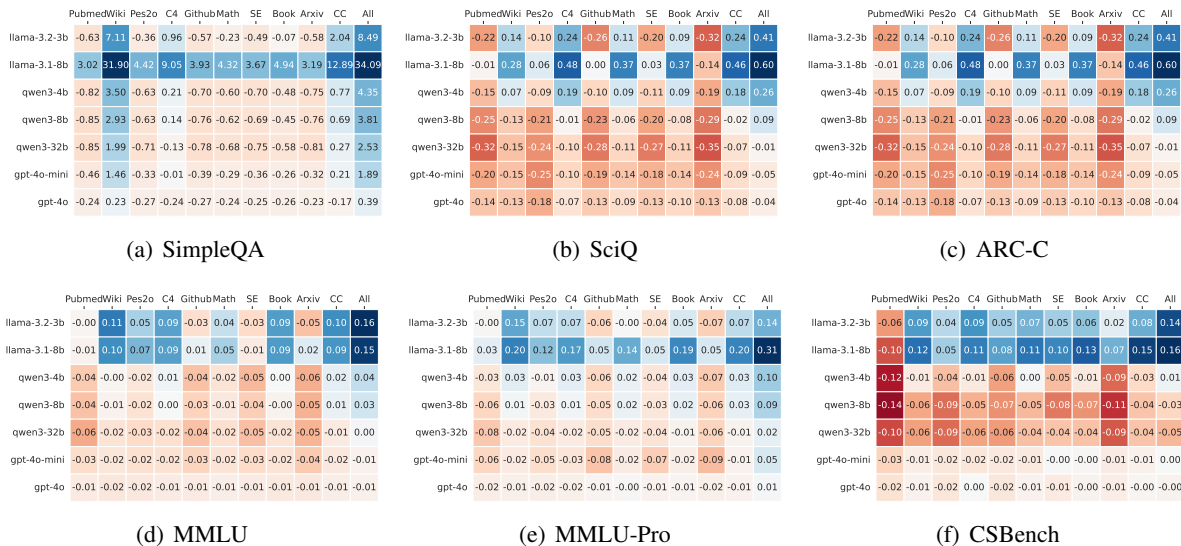 PubmedWiki Pes2o C4 GithubMath SE Book Arxiv CC All
llama-3.2-3b -0.63 7.11 -0.36 0.96 -0.57 -0.23 -0.49 -0.07 -0.58 2.04 8.49
llama-3.1-8b 3.02 31.90 4.42 9.05 3.93 4.32 3.67 4.94 3.19 12.89 34.09
qwen3-4b -0.82 3.50 -0.63 0.21 -0.75 -0.60 -0.70 -0.48 -0.75 0.77 4.35
qwen3-8b -0.85 2.93 -0.63 0.14 -0.76 -0.62 -0.69 -0.45 -0.76 0.69 3.81
qwen3-32b -0.85 1.99 -0.71 -0.13 -0.78 -0.68 -0.75 -0.58 -0.81 0.27 2.53
gpt-4o-mini -0.46 1.46 -0.33 -0.01 -0.39 -0.29 -0.36 -0.26 -0.32 0.21 1.89
gpt-4o -0.24 0.23 -0.27 -0.24 -0.27 -0.24 -0.25 -0.26 -0.23 -0.17 0.39
(a) SimpleQA
PubmedWiki Pes2o C4 GithubMath SE Book Arxiv CC All
llama-3.2-3b -0.22 0.14 -0.10 0.24 -0.26 0.11 -0.20 0.09 -0.32 0.24 0.41
llama-3.1-8b -0.01 0.28 0.06 0.48 0.00 0.37 0.03 0.37 -0.14 0.46 0.60
qwen3-4b -0.15 0.07 -0.09 0.19 -0.10 0.09 -0.10 0.09 -0.19 0.18 0.26
qwen3-8b -0.25 -0.13 -0.21 -0.01 -0.23 -0.06 -0.20 -0.08 -0.29 -0.02 0.09
qwen3-32b -0.32 -0.15 -0.24 -0.10 -0.28 -0.11 -0.27 -0.11 -0.35 -0.07 -0.01
gpt-4o-mini -0.20 -0.15 -0.25 -0.10 -0.19 -0.14 -0.18 -0.14 -0.24 -0.09 -0.05
gpt-4o -0.14 -0.13 -0.18 -0.07 -0.13 -0.09 -0.13 -0.10 -0.13 -0.08 -0.04
(b) SciQ
PubmedWiki Pes2o C4 GithubMath SE Book Arxiv CC All
llama-3.2-3b -0.22 0.14 -0.10 0.24 -0.26 0.11 -0.20 0.09 -0.32 0.24 0.41
llama-3.1-8b -0.01 0.28 0.06 0.48 0.00 0.37 0.03 0.37 -0.14 0.46 0.60
qwen3-4b -0.15 0.07 -0.09 0.19 -0.10 0.09 -0.10 0.09 -0.19 0.18 0.26
qwen3-8b -0.25 -0.13 -0.21 -0.01 -0.23 -0.06 -0.20 -0.08 -0.29 -0.02 0.09
qwen3-32b -0.32 -0.15 -0.24 -0.10 -0.28 -0.11 -0.27 -0.11 -0.35 -0.07 -0.01
gpt-4o-mini -0.20 -0.15 -0.25 -0.10 -0.19 -0.14 -0.18 -0.14 -0.24 -0.09 -0.05
gpt-4o -0.14 -0.13 -0.18 -0.07 -0.13 -0.09 -0.13 -0.10 -0.13 -0.08 -0.04
(c) ARC-C
PubmedWiki Pes2o C4 GithubMath SE Book Arxiv CC All
llama-3.2-3b -0.00 0.11 0.05 0.09 -0.03 0.04 -0.03 0.09 -0.05 0.10 0.16
llama-3.1-8b -0.01 0.10 0.07 0.09 0.01 0.05 -0.01 0.09 0.02 0.09 0.15
qwen3-4b -0.04 -0.00 -0.02 0.01 -0.04 -0.02 -0.05 0.00 -0.06 0.02 0.04
qwen3-8b -0.04 -0.01 -0.02 0.00 -0.04 -0.02 -0.04 -0.00 -0.05 0.01 0.03
qwen3-32b -0.06 -0.02 -0.03 -0.02 -0.04 -0.02 -0.05 -0.02 -0.05 -0.01 0.00
gpt-4o-mini -0.03 -0.02 -0.02 -0.02 -0.03 -0.02 -0.03 -0.02 -0.04 -0.02 -0.01
gpt-4o -0.01 -0.02 -0.02 -0.01 -0.01 -0.01 -0.01 -0.01 -0.01 -0.01 -0.01
(d) MMLU
PubmedWiki Pes2o C4 GithubMath SE Book Arxiv CC All
llama-3.2-3b -0.00 0.15 0.07 0.07 -0.06 -0.00 -0.04 0.05 -0.07 0.12 0.14
llama-3.1-8b 0.03 0.20 0.12 0.17 0.05 0.14 0.05 0.19 0.05 0.20 0.31
qwen3-4b -0.03 0.03 -0.01 0.03 -0.06 0.02 -0.04 0.03 -0.07 0.03 0.10
qwen3-8b -0.06 0.01 -0.03 0.01 -0.05 0.02 -0.05 0.03 -0.06 0.02 0.09
qwen3-32b -0.08 -0.02 -0.04 -0.02 -0.06 -0.02 -0.06 -0.01 -0.06 -0.01 0.02
gpt-4o-mini -0.06 -0.02 -0.05 -0.02 -0.08 -0.02 -0.07 -0.02 -0.09 -0.01 0.05
gpt-4o -0.01 -0.02 -0.02 -0.01 -0.02 -0.01 -0.01 0.00 -0.02 -0.01 0.01
(e) MMLU-Pro
PubmedWiki Pes2o C4 GithubMath SE Book Arxiv CC All
llama-3.2-3b -0.06 0.09 0.04 0.09 0.05 0.07 0.05 0.06 0.02 0.08 0.14
llama-3.1-8b -0.10 0.12 0.05 0.11 0.08 0.11 0.10 0.13 0.07 0.15 0.16
qwen3-4b -0.12 -0.01 -0.04 -0.02 -0.06 0.00 -0.05 -0.01 -0.09 -0.01 0.01
qwen3-8b -0.14 -0.06 -0.09 -0.05 -0.07 -0.05 -0.08 -0.07 -0.11 -0.04 -0.03
qwen3-32b -0.10 -0.06 -0.09 -0.06 -0.06 -0.04 -0.05 -0.04 -0.09 -0.04 -0.05
gpt-4o-mini -0.03 -0.01 -0.02 -0.02 -0.01 -0.01 -0.00 -0.00 -0.02 -0.01 0.00
gpt-4o -0.02 -0.01 -0.02 0.00 -0.02 -0.01 -0.02 -0.01 -0.02 -0.01 -0.00
(f) CSBench